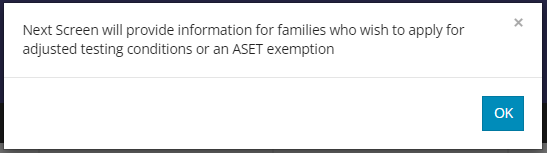 Next Screen will provide information for families who wish to apply for
adjusted testing conditions or an ASET exemption
×
OK